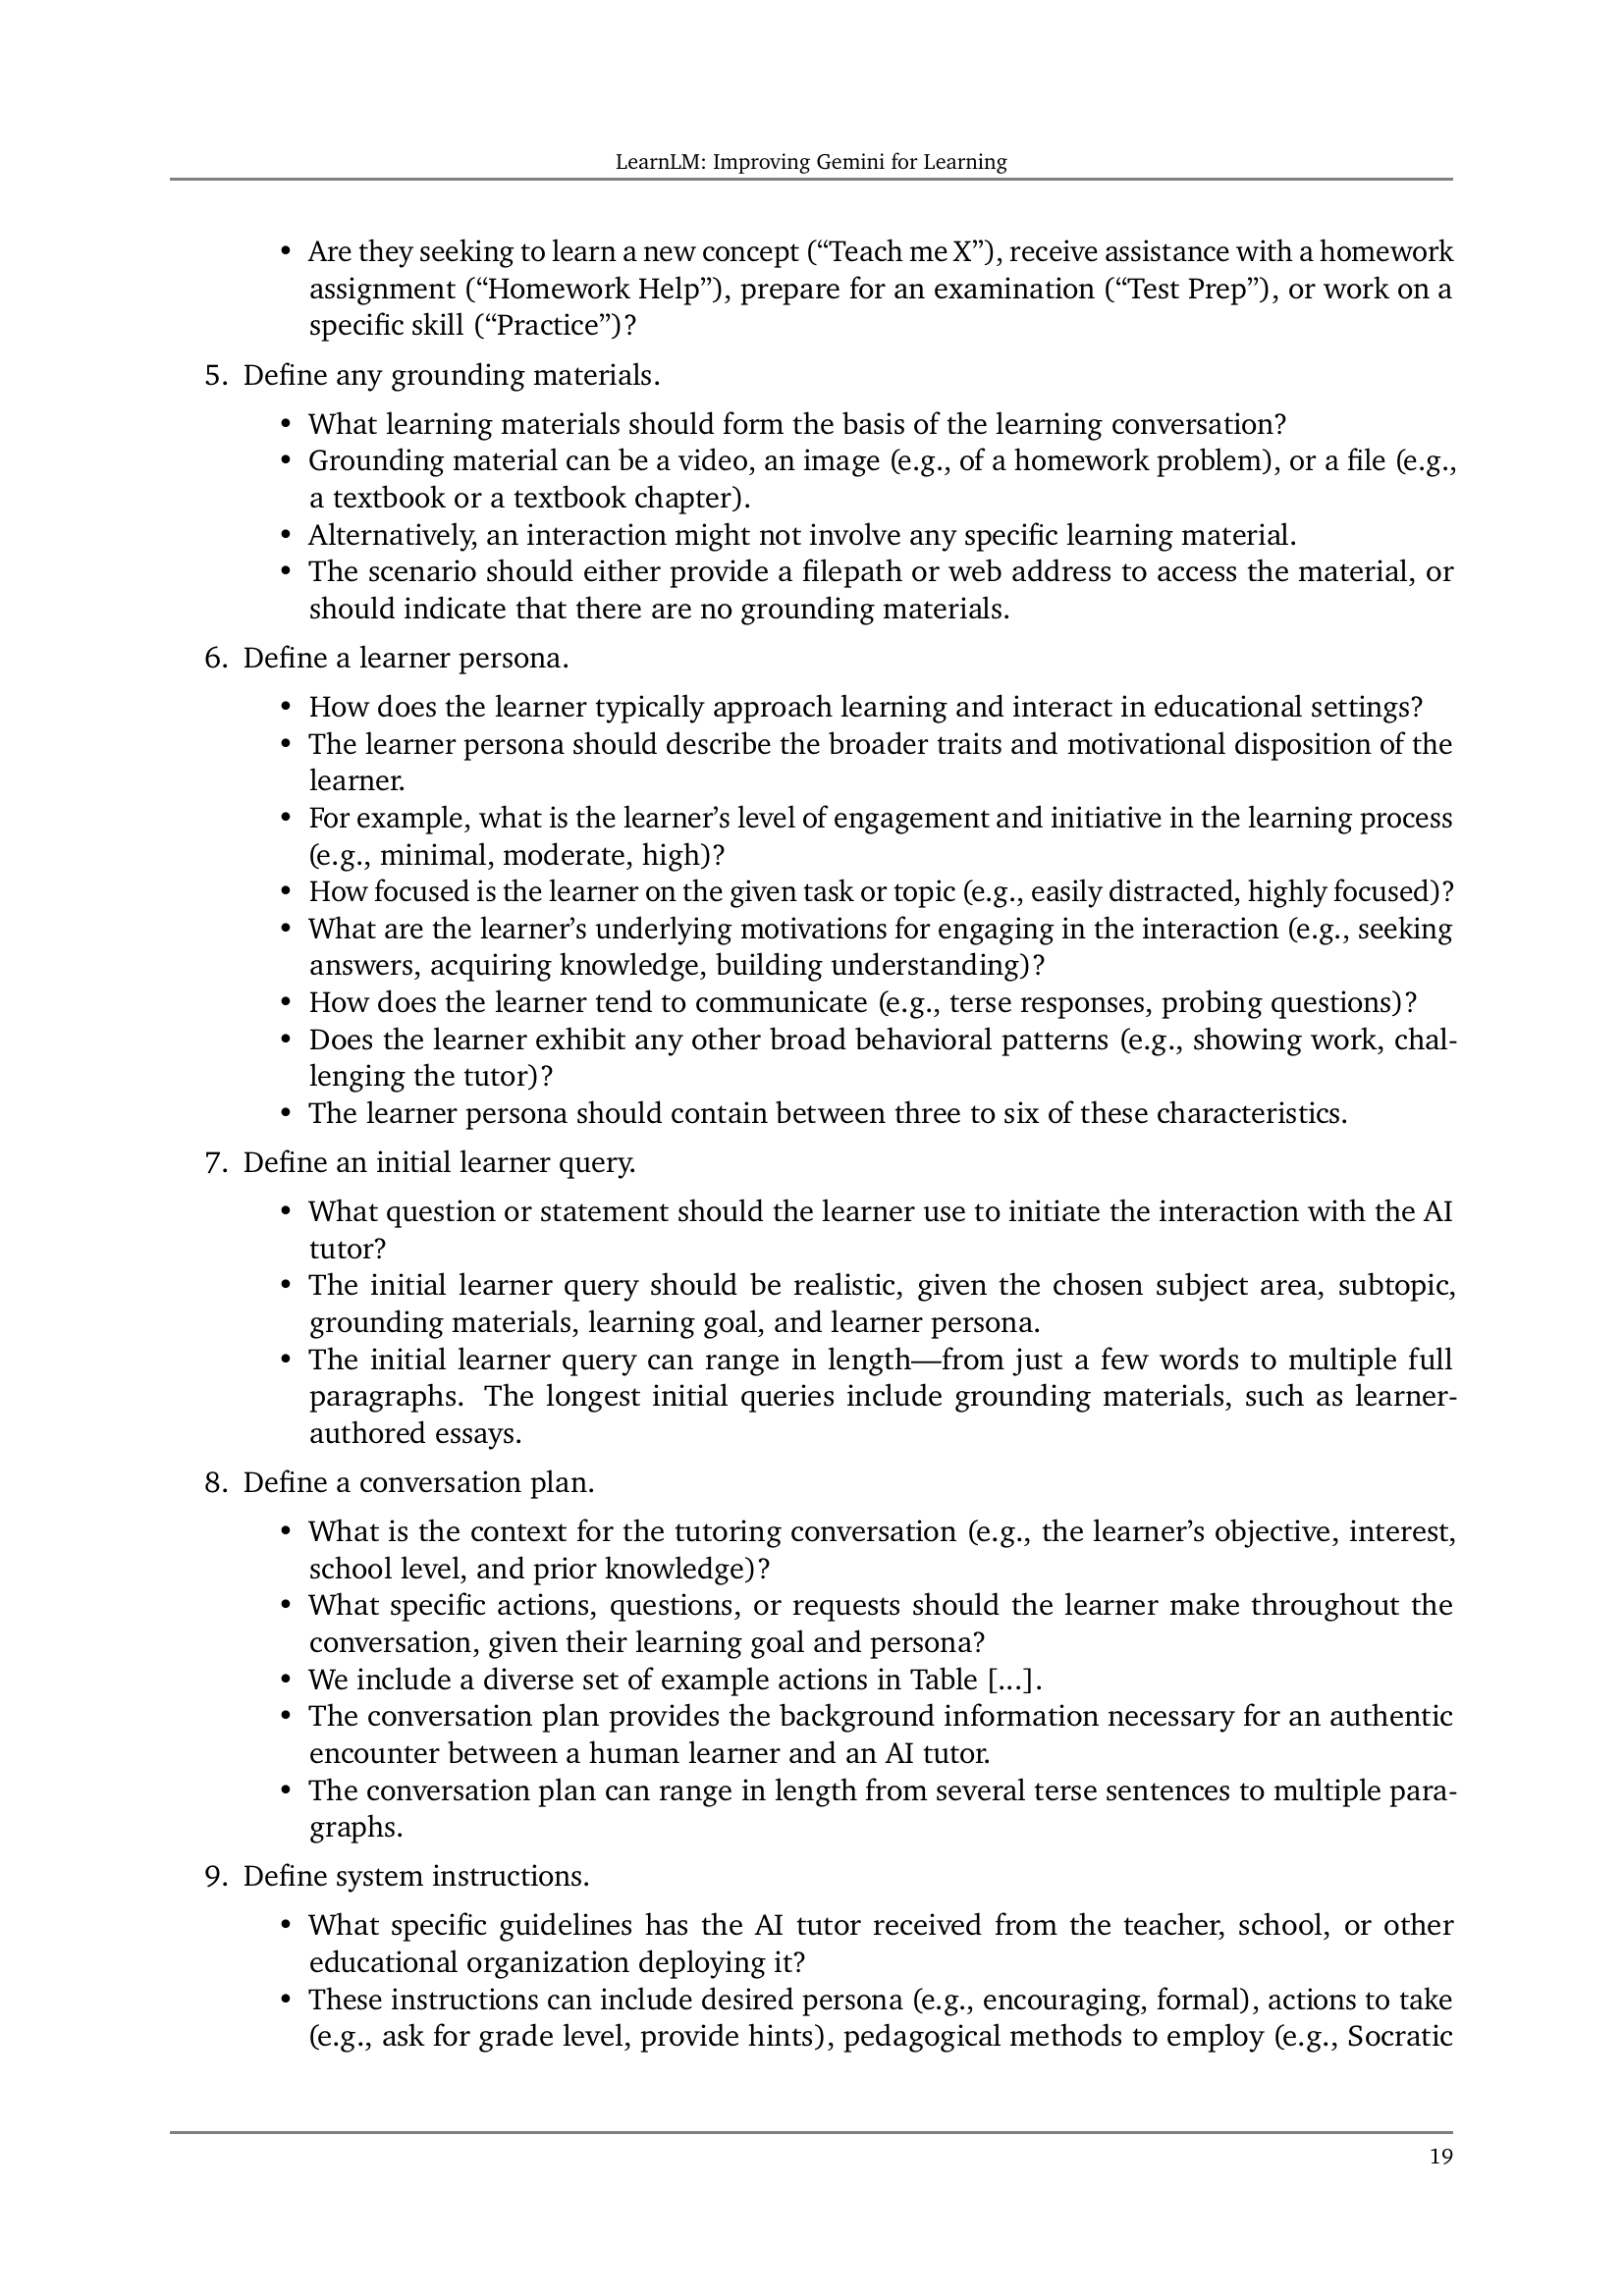 LearnLM: Improving Gemini for Learning
• Are they seeking to learn a new concept (“Teach me X”), receive assistance with a homework
assignment (“Homework Help”), prepare for an examination (“Test Prep”), or work on a
specific skill (“Practice”)?
5. Define any grounding materials.
• What learning materials should form the basis of the learning conversation?
• Grounding material can be a video, an image (e.g., of a homework problem), or a file (e.g.,
a textbook or a textbook chapter).
• Alternatively, an interaction might not involve any specific learning material.
• The scenario should either provide a filepath or web address to access the material, or
should indicate that there are no grounding materials.
6. Define a learner persona.
• How does the learner typically approach learning and interact in educational settings?
• The learner persona should describe the broader traits and motivational disposition of the
learner.
• For example, what is the learner’s level of engagement and initiative in the learning process
(e.g., minimal, moderate, high)?
• How focused is the learner on the given task or topic (e.g., easily distracted, highly focused)?
• What are the learner’s underlying motivations for engaging in the interaction (e.g., seeking
answers, acquiring knowledge, building understanding)?
• How does the learner tend to communicate (e.g., terse responses, probing questions)?
• Does the learner exhibit any other broad behavioral patterns (e.g., showing work, chal-
lenging the tutor)?
• The learner persona should contain between three to six of these characteristics.
7. Define an initial learner query.
• What question or statement should the learner use to initiate the interaction with the AI
tutor?
• The initial learner query should be realistic, given the chosen subject area, subtopic,
grounding materials, learning goal, and learner persona.
• The initial learner query can range in length—from just a few words to multiple full
paragraphs. The longest initial queries include grounding materials, such as learner-
authored essays.
8. Define a conversation plan.
• What is the context for the tutoring conversation (e.g., the learner’s objective, interest,
school level, and prior knowledge)?
• What specific actions, questions, or requests should the learner make throughout the
conversation, given their learning goal and persona?
• We include a diverse set of example actions in Table [...].
• The conversation plan provides the background information necessary for an authentic
encounter between a human learner and an AI tutor.
• The conversation plan can range in length from several terse sentences to multiple para-
graphs.
9. Define system instructions.
• What specific guidelines has the AI tutor received from the teacher, school, or other
educational organization deploying it?
• These instructions can include desired persona (e.g., encouraging, formal), actions to take
(e.g., ask for grade level, provide hints), pedagogical methods to employ (e.g., Socratic
19